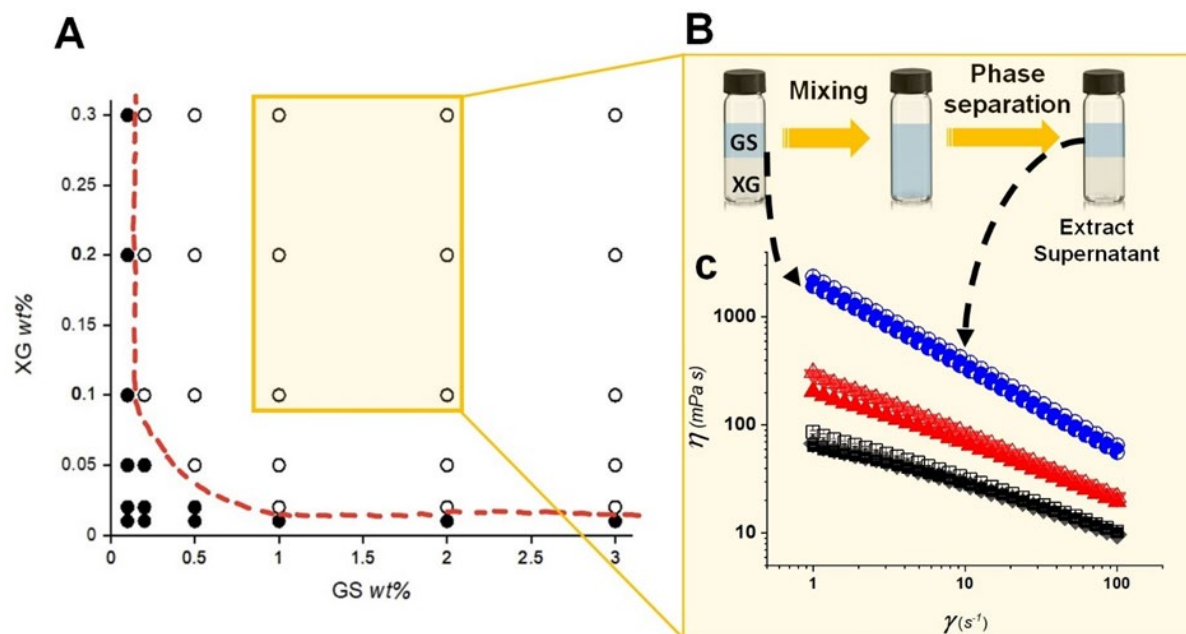 A
XG wt%
0.3
0.25
0.2
0.15
0.1
0.05
0
0
0.5
1
1.5
2
2.5
3
GS wt%
B
Mixing
Phase
separation
GS
XG
Extract
Supernatant
c
η (mPa s)
1000
100
10
1
10
100
γ (s⁻¹)